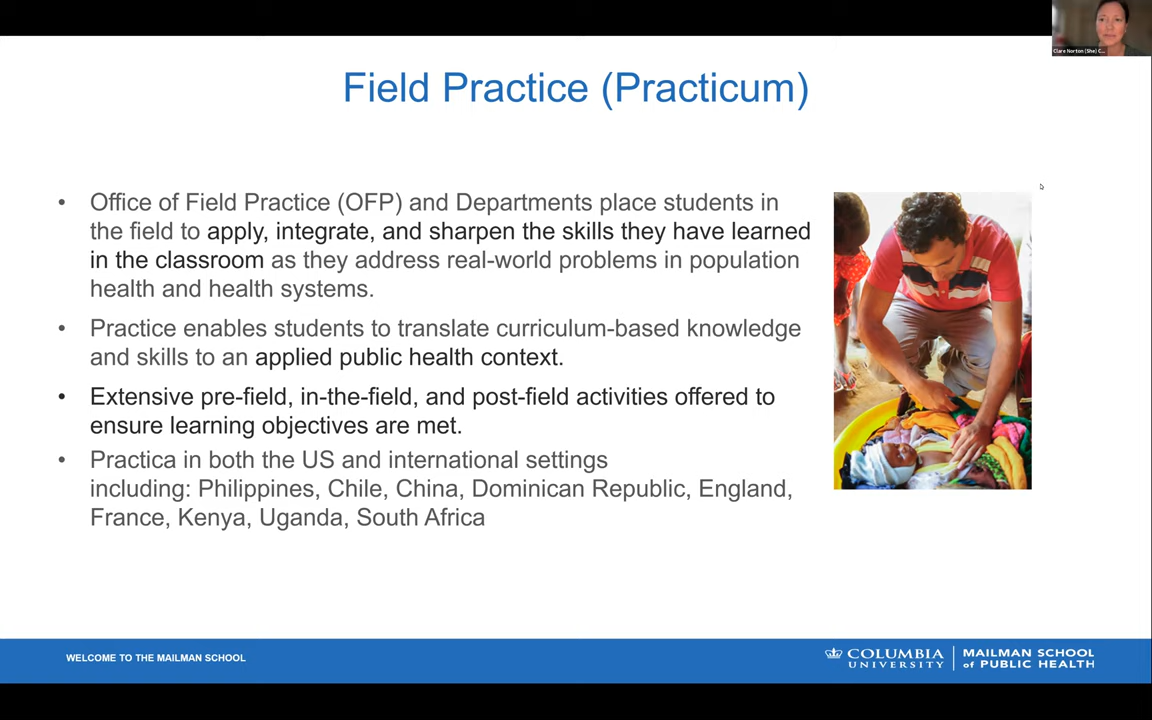 Clare Norton (She) C...
Field Practice (Practicum)
• Office of Field Practice (OFP) and Departments place students in
the field to apply, integrate, and sharpen the skills they have learned
in the classroom as they address real-world problems in population
health and health systems.
• Practice enables students to translate curriculum-based knowledge
and skills to an applied public health context.
• Extensive pre-field, in-the-field, and post-field activities offered to
ensure learning objectives are met.
• Practica in both the US and international settings
including: Philippines, Chile, China, Dominican Republic, England,
France, Kenya, Uganda, South Africa
WELCOME TO THE MAILMAN SCHOOL
COLUMBIA
UNIVERSITY
MAILMAN SCHOOL
of PUBLIC HEALTH